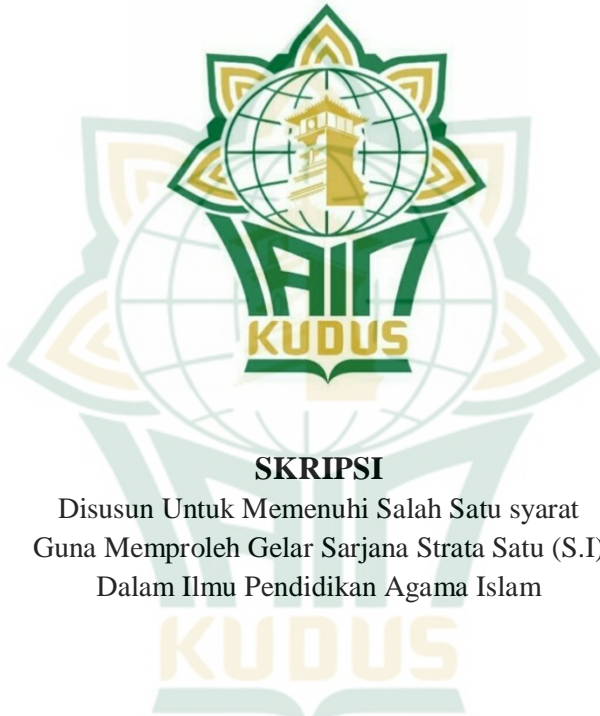 IAIN
KUDUS
SKRIPSI
Disusun Untuk Memenuhi Salah Satu syarat
Guna Memproleh Gelar Sarjana Strata Satu (S.I)
Dalam Ilmu Pendidikan Agama Islam
KUDUS